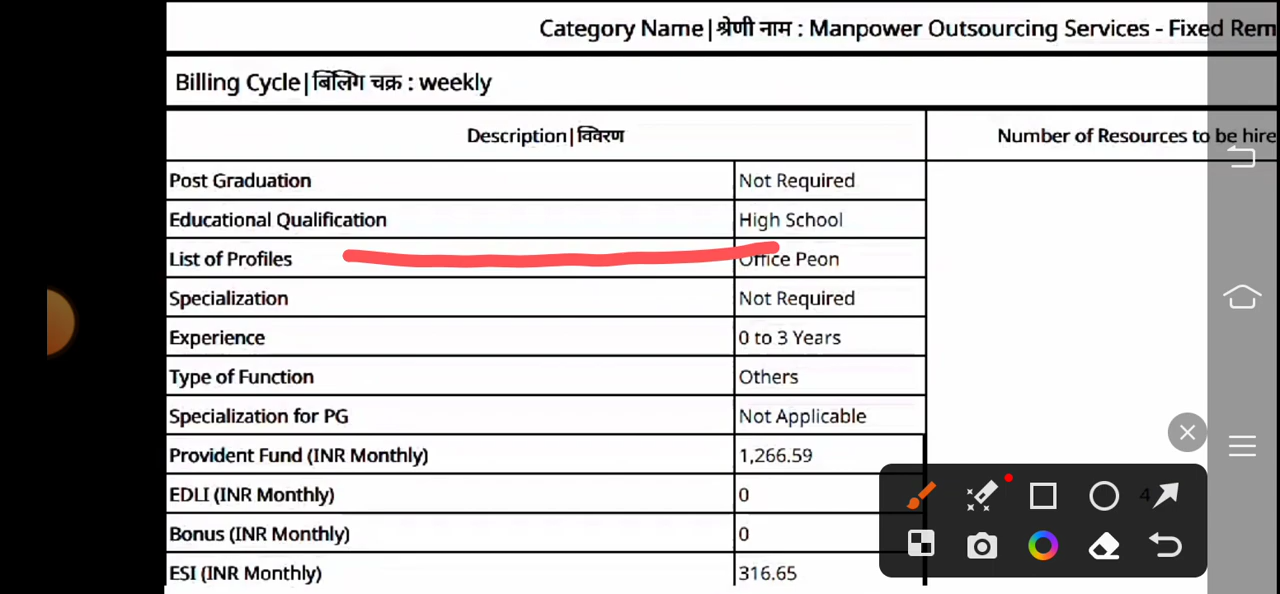 Category Name|श्रेणी नाम : Manpower Outsourcing Services - Fixed Rem
Billing Cycle|बिलिंग चक्र : weekly
Description|विवरण Number of Resources to be hire
Post Graduation Not Required
Educational Qualification High School
List of Profiles Office Peon
Specialization Not Required
Experience 0 to 3 Years
Type of Function Others
Specialization for PG Not Applicable
Provident Fund (INR Monthly) 1,266.59
EDLI (INR Monthly) 0 4
Bonus (INR Monthly) 0
ESI (INR Monthly) 316.65